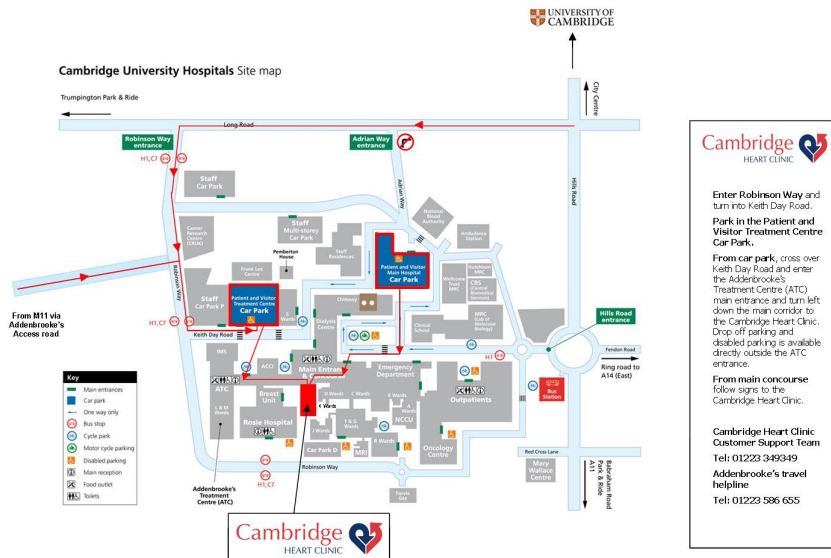 UNIVERSITY OF
CAMBRIDGE
Cambridge University Hospitals Site map
Trumpington Park & Ride
City Centre
Long Road
Robinson Way
entrance
Adrian Way
entrance
H1, C7
Adrian Way
Hills Road
Staff
Car Park
Cancer
Research
Centre
(CRUK)
Staff
Multi-storey
Car Park
National
Blood
Authority
Ambulance
Station
Pemberton
House
Staff
Residences
Frank Lee
Centre
Patient and Visitor
Main Hospital
Car Park
Hutchison
MRC
Wellcome
Trust
MRC
CBS
(Central
Biomedical
Services)
Robinson Way
From M11 via
Addenbrooke's
Access road
Staff
Car Park P
Patient and Visitor
Treatment Centre
Car Park
Chimney
Dialysis
Centre
Clinical
School
MRC
(Lab of
Molecular
Biology)
Hills Road
entrance
H1, C7
Keith Day Road
Fendon Road
Ring road to
A14 (East)
H1
IMS
ATC
ACCI
Main Entrance
& Concourse
Emergency
Department
Bus
Station
Outpatients
L & M
Wards
Breast
Unit
Rosie Hospital
D Wards
C Wards
J Wards
F & G
Wards
A
Wards
NCCU
R Wards
Car Park D
MRI
Oncology
Centre
Red Cross Lane
Mary
Wallace
Centre
Babraham Road
Park & Ride
A11
Robinson Way
H1, C7
Addenbrooke's
Treatment
Centre (ATC)
Key
Main entrances
Car park
One way only
Bus stop
Cycle park
Motor cycle parking
Disabled parking
Main reception
Food outlet
Toilets
Cambridge
HEART CLINIC
Cambridge
HEART CLINIC
Enter Robinson Way and
turn into Keith Day Road.
Park in the Patient and
Visitor Treatment Centre
Car Park.
From car park, cross over
Keith Day Road and enter
the Addenbrooke's
Treatment Centre (ATC)
main entrance and turn left
down the main corridor to
the Cambridge Heart Clinic.
Drop off parking and
disabled parking is available
directly outside the ATC
entrance.
From main concourse
follow signs to the
Cambridge Heart Clinic.
Cambridge Heart Clinic
Customer Support Team
Tel: 01223 349349
Addenbrooke's travel
helpline
Tel: 01223 586 655